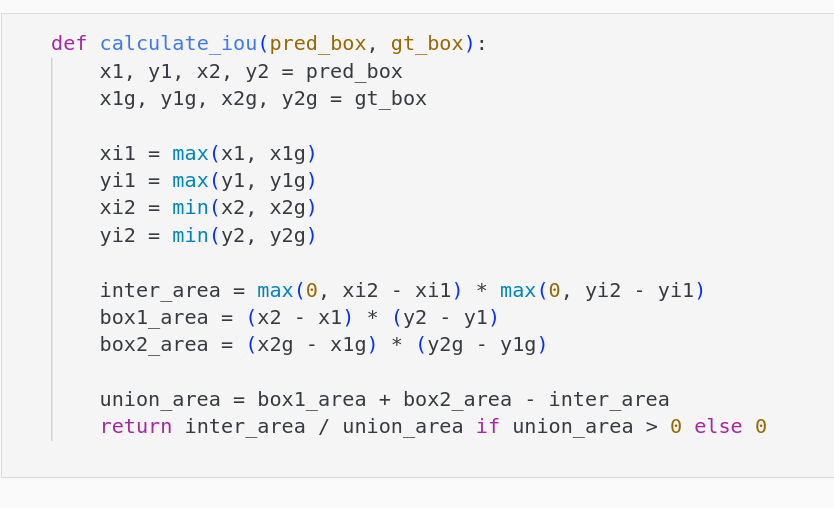 def calculate_iou(pred_box, gt_box):
    x1, y1, x2, y2 = pred_box
    x1g, y1g, x2g, y2g = gt_box

    xi1 = max(x1, x1g)
    yi1 = max(y1, y1g)
    xi2 = min(x2, x2g)
    yi2 = min(y2, y2g)

    inter_area = max(0, xi2 - xi1) * max(0, yi2 - yi1)
    box1_area = (x2 - x1) * (y2 - y1)
    box2_area = (x2g - x1g) * (y2g - y1g)

    union_area = box1_area + box2_area - inter_area
    return inter_area / union_area if union_area > 0 else 0